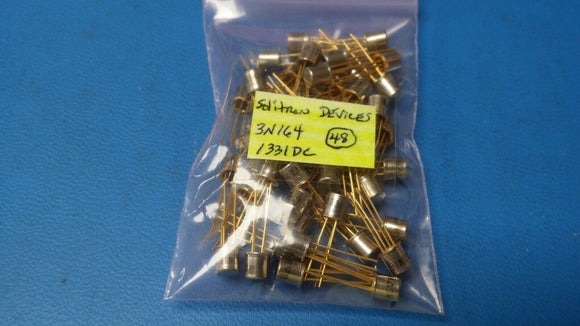 Solitron DEVICES
3N164 48
1331DC